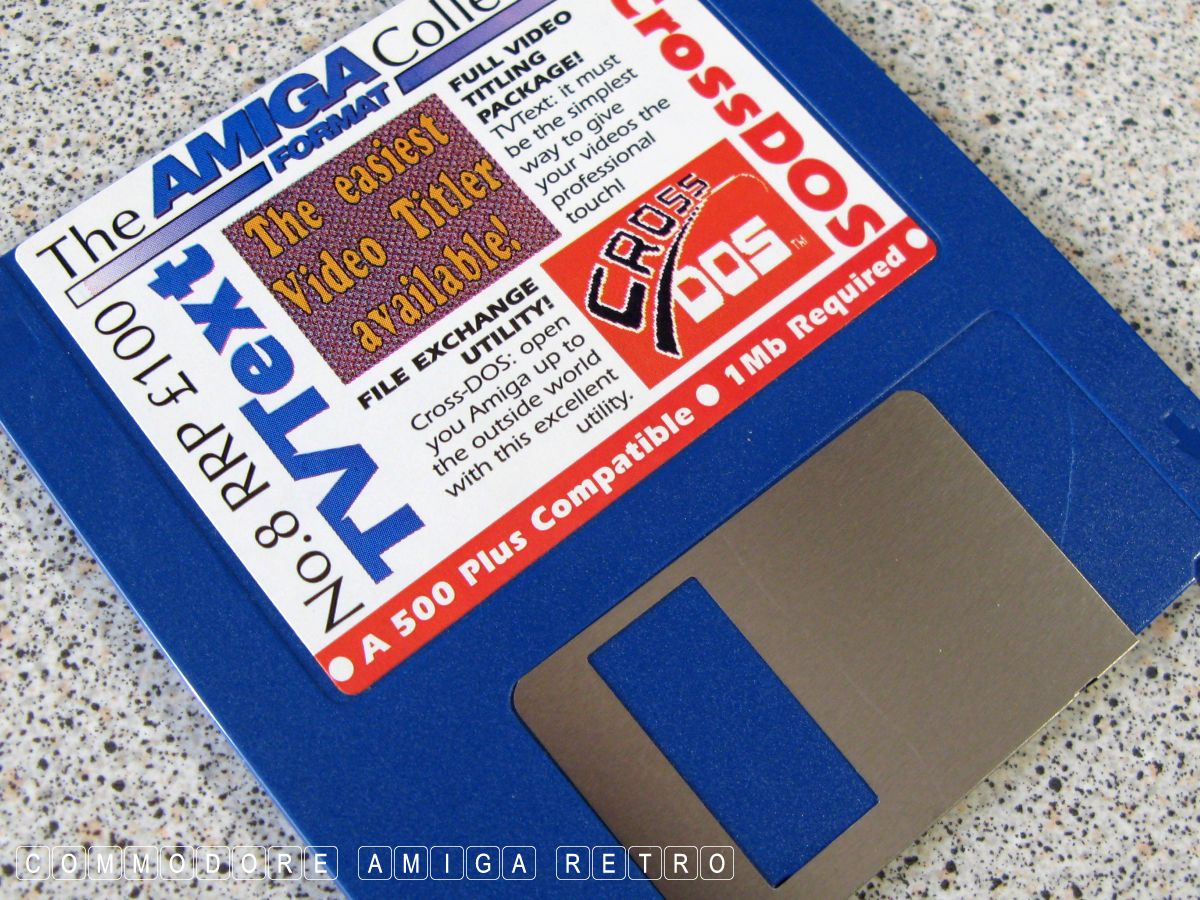 The AMIGA
FORMAT
No.8 RRP £100
TVText
The easiest
Video Titler
available!
FULL VIDEO
TITLING
PACKAGE!
TVText: it must
be the simplest
way to give
your videos the
professional
touch!
CrossDOS
CROSS
DOS™
FILE EXCHANGE
UTILITY!
Cross-DOS: open
you Amiga up to
the outside world
with this excellent
utility.
• A 500 Plus Compatible • 1Mb Required •
COMMODORE AMIGA RETRO